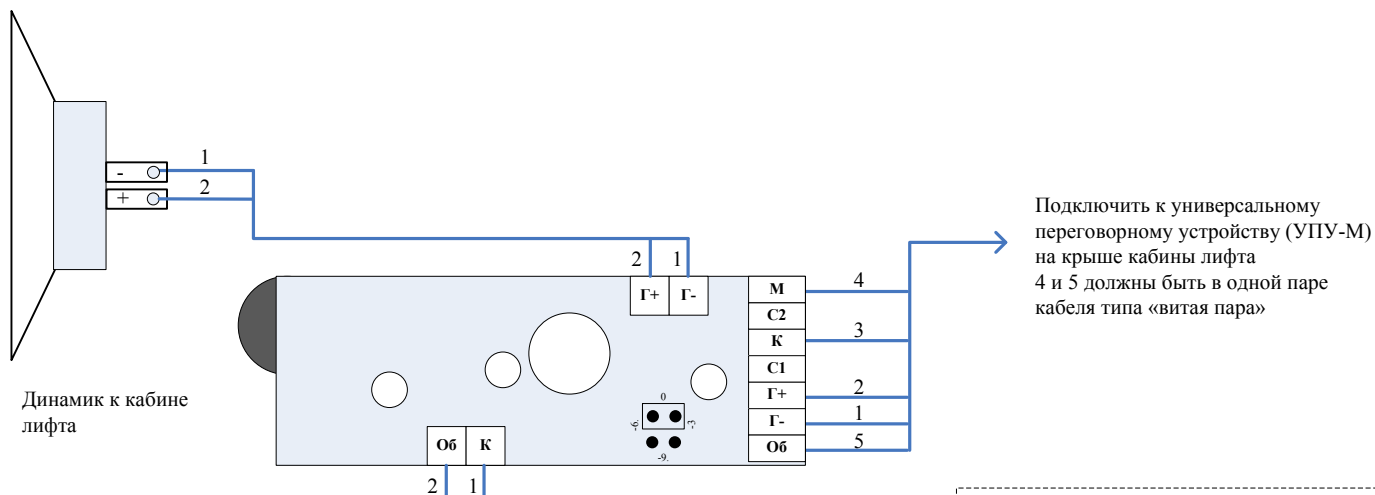 1
-
2
+
Подключить к универсальному
переговорному устройству (УПУ-М)
на крыше кабины лифта
4 и 5 должны быть в одной паре
кабеля типа «витая пара»
2 1
Г+ Г-
М 4
С2
К 3
С1
Г+ 2
Г- 1
Об 5
Динамик к кабине
лифта
0
-6. -3
-9.
Об К
2 1